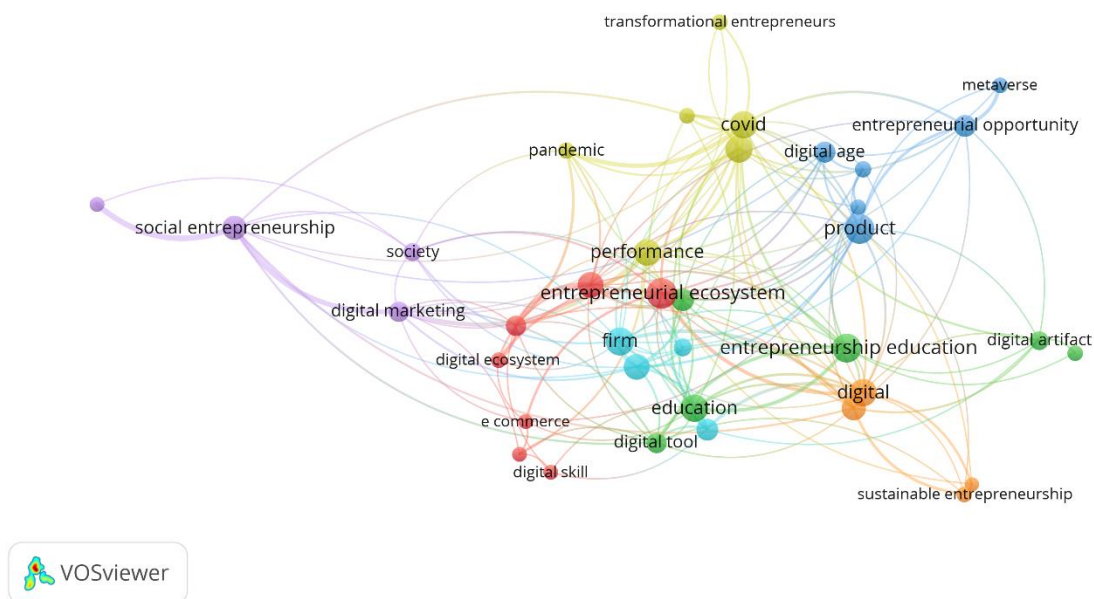 transformational entrepreneurs
metaverse
covid
entrepreneurial opportunity
pandemic
digital age
social entrepreneurship
product
society
performance
entrepreneurial ecosystem
digital marketing
firm
entrepreneurship education
digital artifact
digital ecosystem
digital
education
e commerce
digital tool
digital skill
sustainable entrepreneurship
VOSviewer